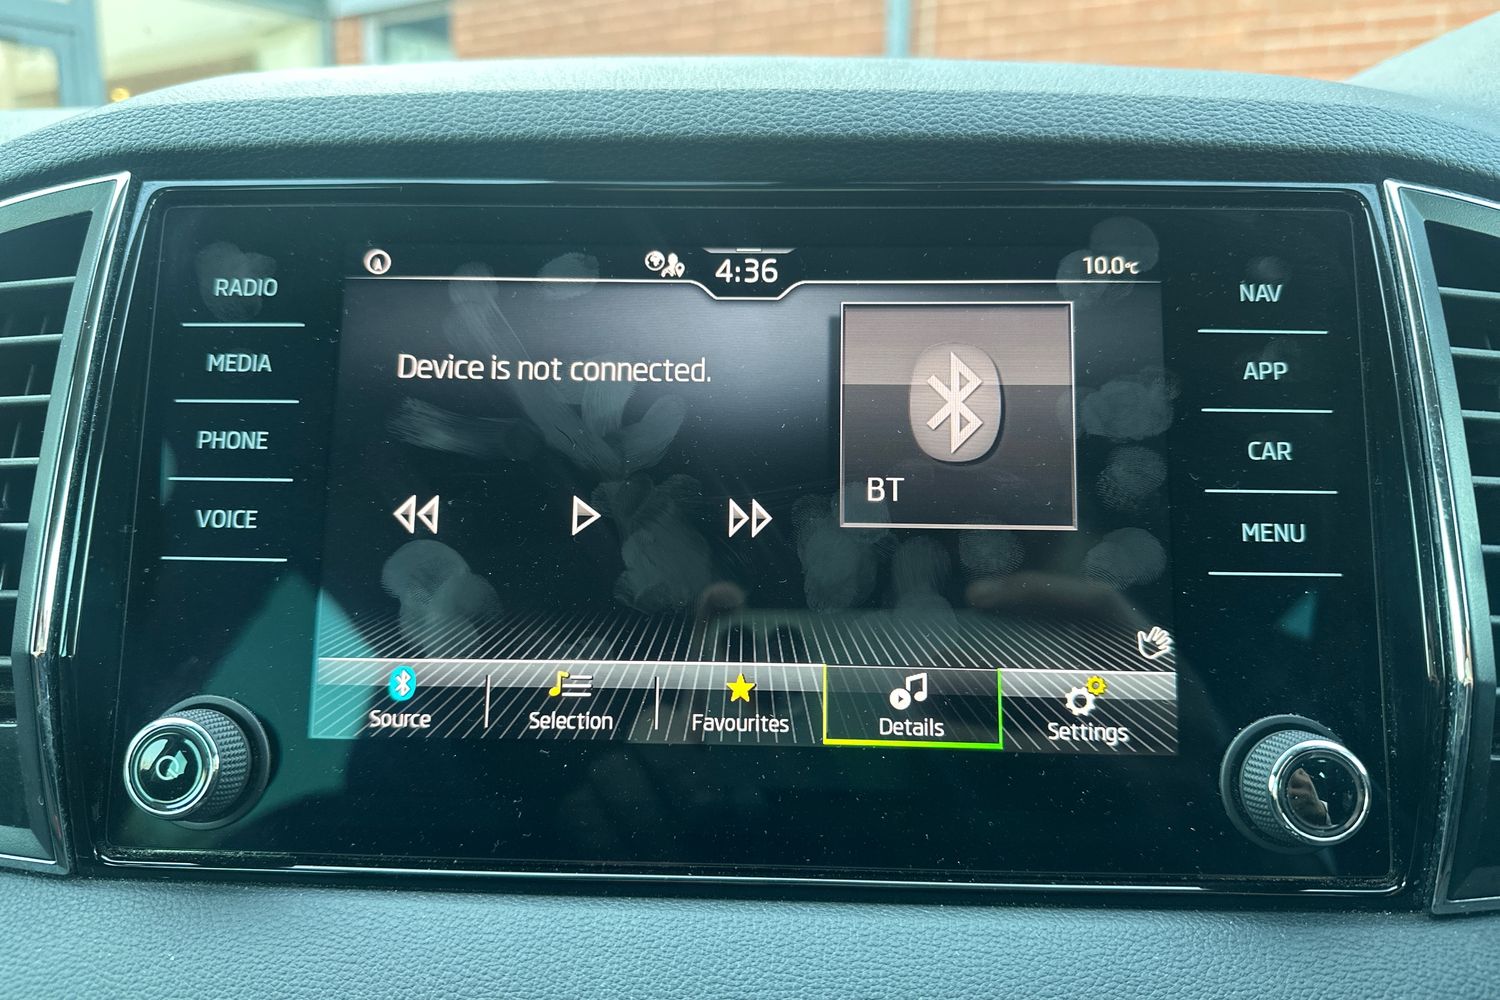 RADIO
MEDIA
PHONE
VOICE
4:36
10.0°C
Device is not connected.
BT
Source
Selection
Favourites
Details
Settings
NAV
APP
CAR
MENU